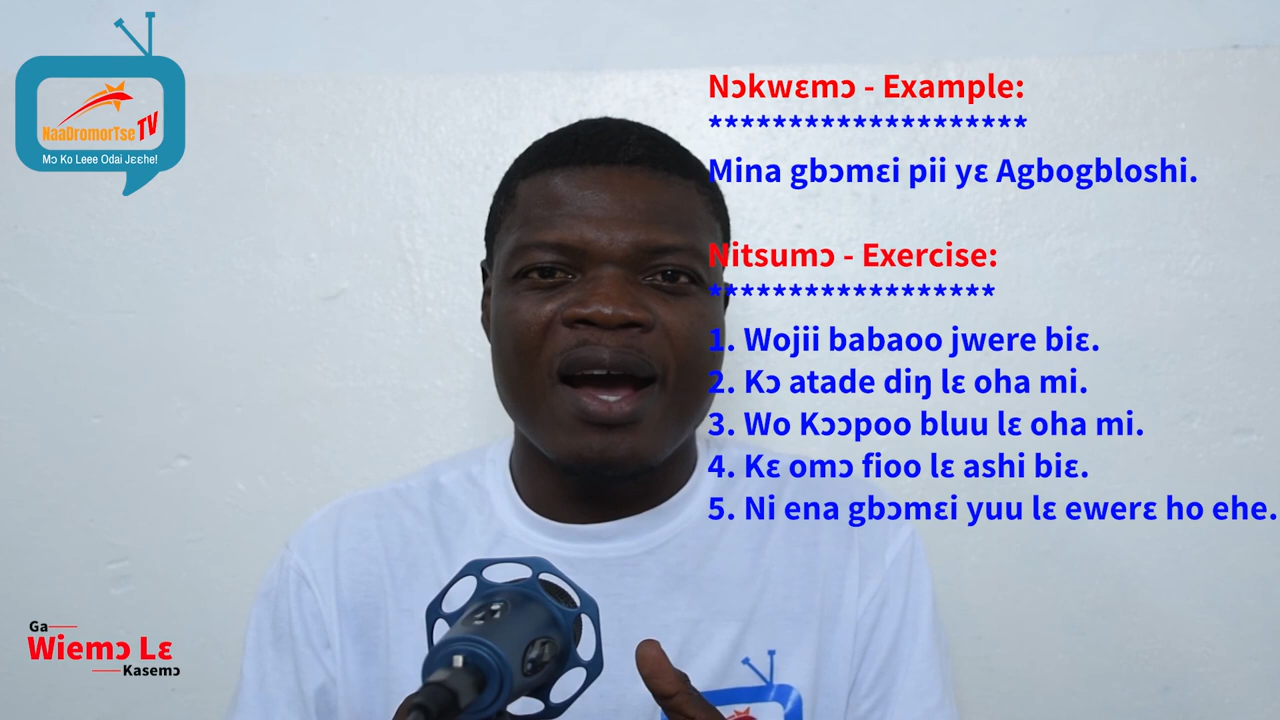 NaaDromorTse TV
Mɔ Ko Leee Odai Jɛɛhe!
Nɔkwɛmɔ - Example:
********************
Mina gbɔmɛi pii yɛ Agbogbloshi.
Nitsumɔ - Exercise:
******************
1. Wojii babaoo jwere biɛ.
2. Kɔ atade diŋ lɛ oha mi.
3. Wo Kɔɔpoo bluu lɛ oha mi.
4. Kɛ omɔ fioo lɛ ashi biɛ.
5. Ni ena gbɔmɛi yuu lɛ ewerɛ ho ehe.
Ga
Wiemɔ Lɛ
Kasemɔ